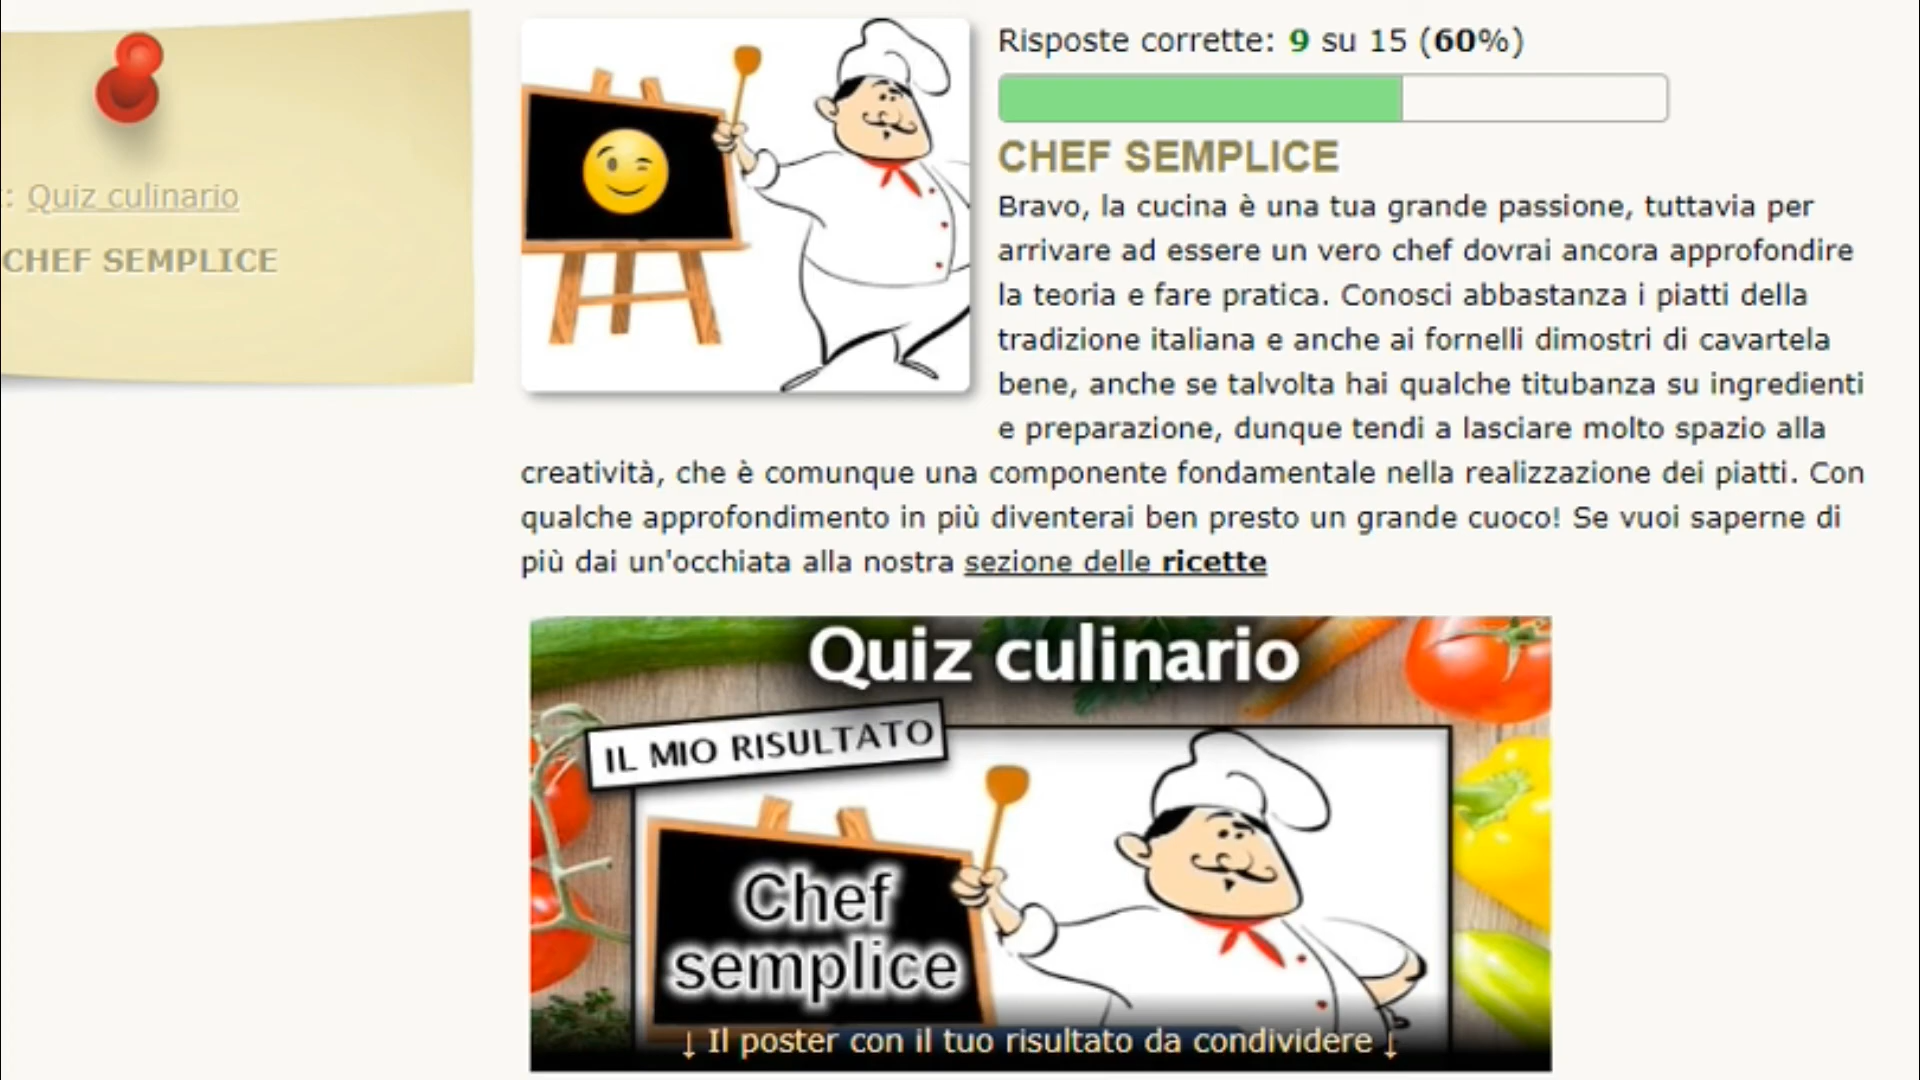 : Quiz culinario
CHEF SEMPLICE
Risposte corrette: 9 su 15 (60%)
CHEF SEMPLICE
Bravo, la cucina è una tua grande passione, tuttavia per
arrivare ad essere un vero chef dovrai ancora approfondire
la teoria e fare pratica. Conosci abbastanza i piatti della
tradizione italiana e anche ai fornelli dimostri di cavartela
bene, anche se talvolta hai qualche titubanza su ingredienti
e preparazione, dunque tendi a lasciare molto spazio alla
creatività, che è comunque una componente fondamentale nella realizzazione dei piatti. Con
qualche approfondimento in più diventerai ben presto un grande cuoco! Se vuoi saperne di
più dai un'occhiata alla nostra sezione delle ricette
Quiz culinario
IL MIO RISULTATO
Chef
semplice
↓ Il poster con il tuo risultato da condividere ↓